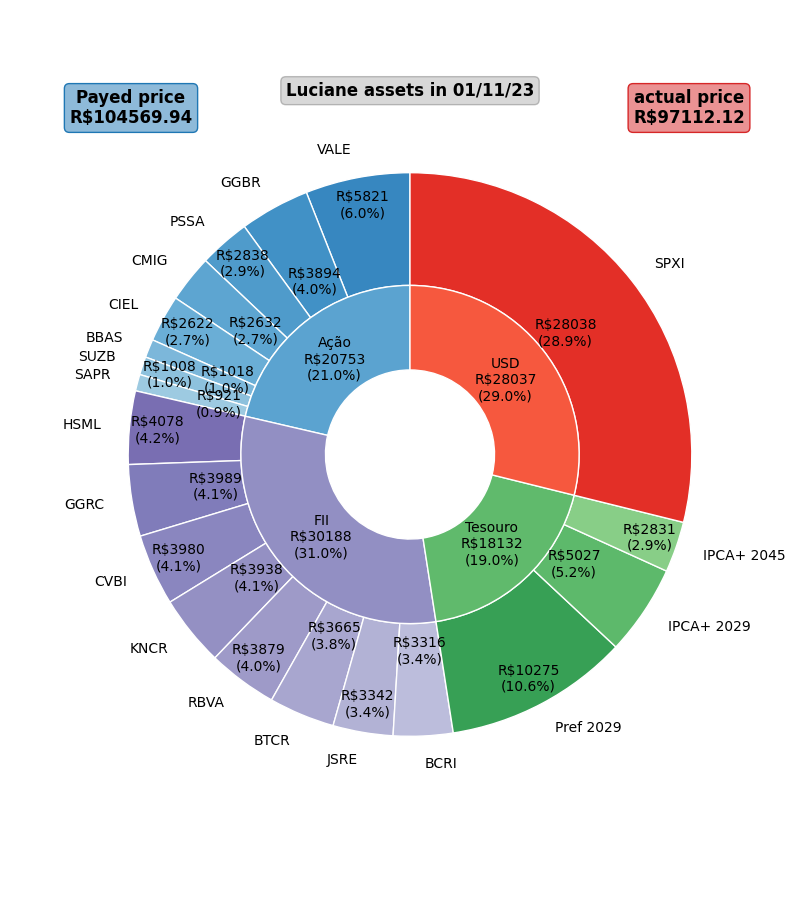 Payed price
R$104569.94
Luciane assets in 01/11/23
actual price
R$97112.12
VALE
R$5821
(6.0%)
GGBR
R$3894
(4.0%)
PSSA
R$2838
(2.9%)
CMIG
R$2632
(2.7%)
CIEL
R$2622
(2.7%)
BBAS
R$1018
(1.0%)
SUZB
R$1008
(1.0%)
SAPR
R$921
(0.9%)
HSML
R$4078
(4.2%)
GGRC
R$3989
(4.1%)
CVBI
R$3980
(4.1%)
KNCR
R$3938
(4.1%)
RBVA
R$3879
(4.0%)
BTCR
R$3665
(3.8%)
JSRE
R$3342
(3.4%)
BCRI
R$3316
(3.4%)
Pref 2029
R$10275
(10.6%)
IPCA+ 2029
R$5027
(5.2%)
IPCA+ 2045
R$2831
(2.9%)
SPXI
R$28038
(28.9%)
Ação
R$20753
(21.0%)
USD
R$28037
(29.0%)
FII
R$30188
(31.0%)
Tesouro
R$18132
(19.0%)